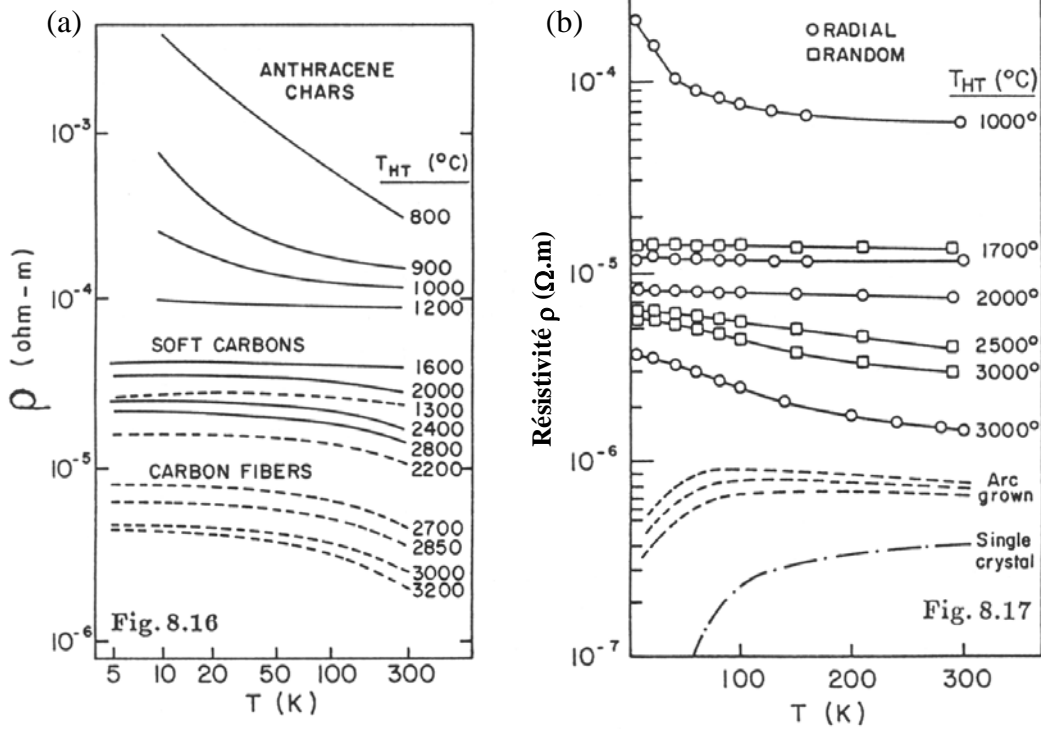 (a)
ANTHRACENE
CHARS
T_HT (°C)
800
900
1000
1200
SOFT CARBONS
1600
2000
1300
2400
2800
2200
CARBON FIBERS
2700
2850
3000
3200
Fig. 8.16
10^-3
10^-4
10^-5
10^-6
ρ (ohm-m)
5 10 20 50 100 300
T (K)
(b)
○ RADIAL
□ RANDOM
T_HT (°C)
1000°
1700°
2000°
2500°
3000°
3000°
Arc
grown
Single
crystal
Fig. 8.17
10^-4
10^-5
10^-6
10^-7
Résistivité ρ (Ω.m)
100 200 300
T (K)